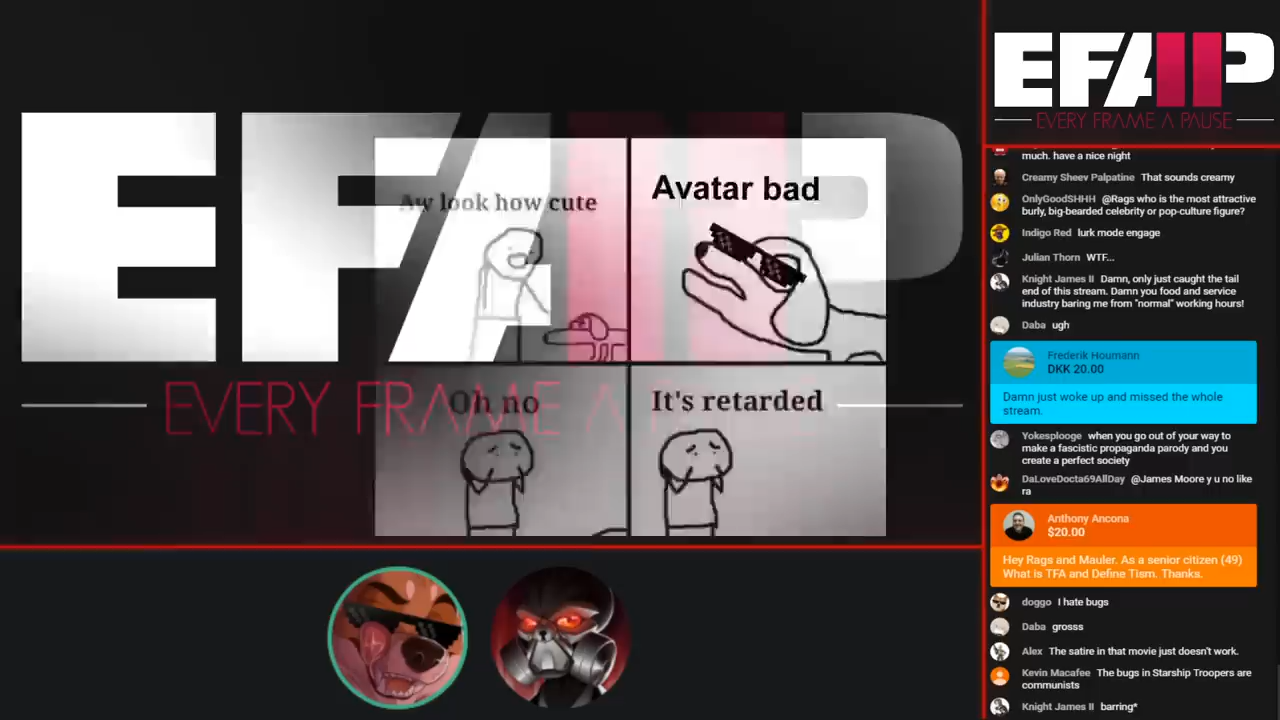 EFAP
EVERY FRAME A PAUSE
Aw look how cute
Avatar bad
Oh no
It's retarded
EFAP
EVERY FRAME A PAUSE
much. have a nice night
Creamy Sheev Palpatine That sounds creamy
OnlyGoodSHHH @Rags who is the most attractive
burly, big-bearded celebrity or pop-culture figure?
Indigo Red lurk mode engage
Julian Thorn WTF...
Knight James II Damn, only just caught the tail
end of this stream. Damn you food and service
industry baring me from "normal" working hours!
Daba ugh
Frederik Houmann
DKK 20.00
Damn just woke up and missed the whole
stream.
Yokesplooge when you go out of your way to
make a fascistic propaganda parody and you
create a perfect society
DaLoveDocta69AllDay @James Moore y u no like
ra
Anthony Ancona
$20.00
Hey Rags and Mauler. As a senior citizen (49)
What is TFA and Define Tism. Thanks.
doggo I hate bugs
Daba grosss
Alex The satire in that movie just doesn't work.
Kevin Macafee The bugs in Starship Troopers are
communists
Knight James II barring*